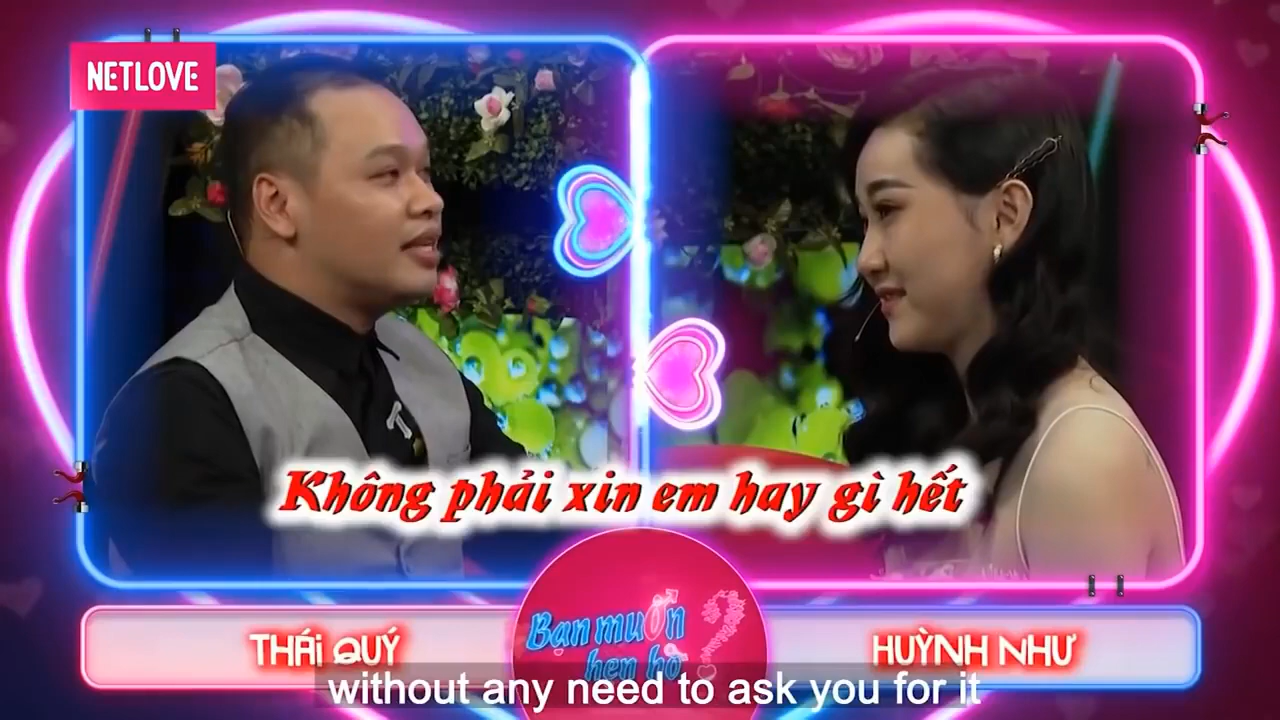 NETLOVE
Không phải xin em hay gì hết
THÁI QUÝ
Bạn muốn
hẹn hò
HUỲNH NHƯ
without any need to ask you for it